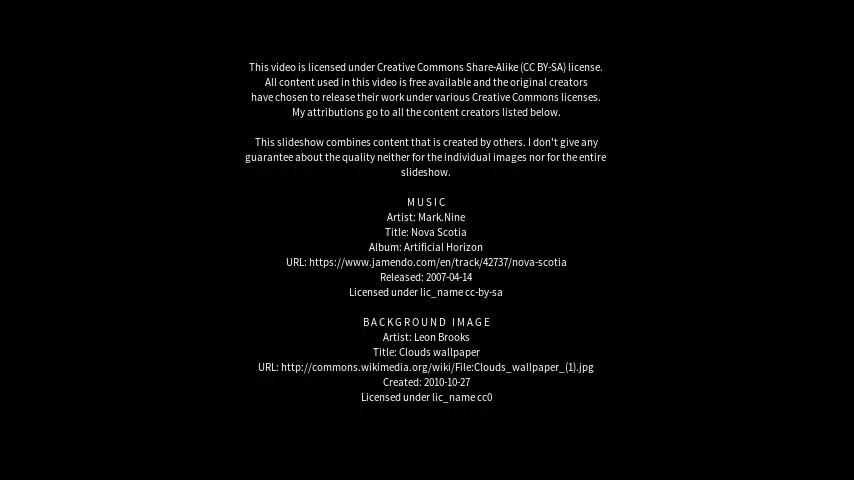 This video is licensed under Creative Commons Share-Alike (CC BY-SA) license.
All content used in this video is free available and the original creators
have chosen to release their work under various Creative Commons licenses.
My attributions go to all the content creators listed below.
This slideshow combines content that is created by others. I don't give any
guarantee about the quality neither for the individual images nor for the entire
slideshow.
MUSIC
Artist: Mark.Nine
Title: Nova Scotia
Album: Artificial Horizon
URL: https://www.jamendo.com/en/track/42737/nova-scotia
Released: 2007-04-14
Licensed under lic_name cc-by-sa
BACKGROUND IMAGE
Artist: Leon Brooks
Title: Clouds wallpaper
URL: http://commons.wikimedia.org/wiki/File:Clouds_wallpaper_(1).jpg
Created: 2010-10-27
Licensed under lic_name cc0